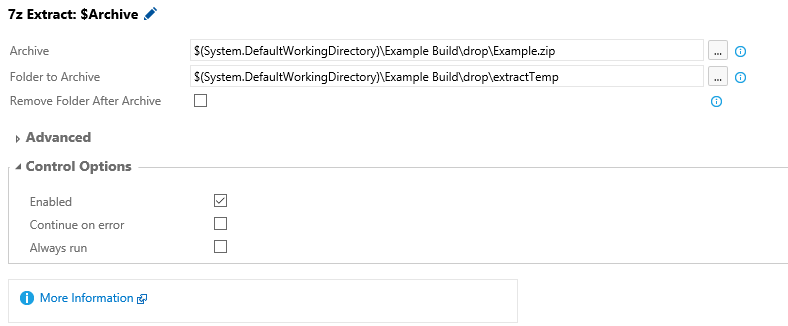 7z Extract: $Archive
Archive $(System.DefaultWorkingDirectory)\Example Build\drop\Example.zip ...
Folder to Archive $(System.DefaultWorkingDirectory)\Example Build\drop\extractTemp ...
Remove Folder After Archive
Advanced
Control Options
Enabled
Continue on error
Always run
More Information